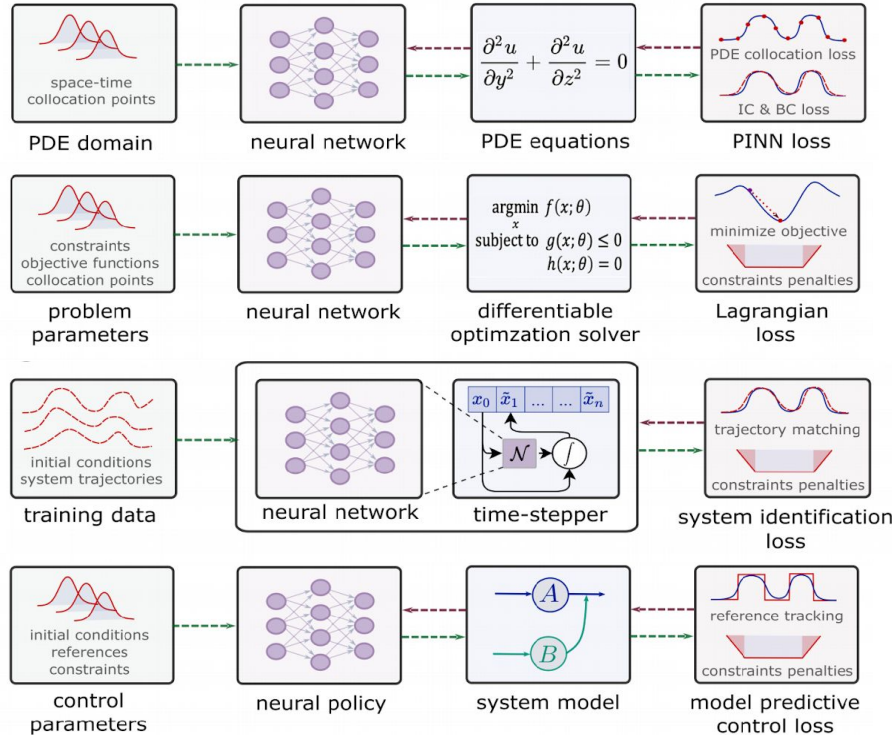 space-time
collocation points
PDE domain
neural network
∂²u/∂y² + ∂²u/∂z² = 0
PDE equations
PDE collocation loss
IC & BC loss
PINN loss
constraints
objective functions
collocation points
problem
parameters
neural network
argmin f(x; θ)
x
subject to g(x; θ) ≤ 0
h(x; θ) = 0
differentiable
optimzation solver
minimize objective
constraints penalties
Lagrangian
loss
initial conditions
system trajectories
training data
neural network
x₀ x̃₁ ... ... x̃ₙ
N ∫
time-stepper
trajectory matching
constraints penalties
system identification
loss
initial conditions
references
constraints
control
parameters
neural policy
A
B
system model
reference tracking
constraints penalties
model predictive
control loss